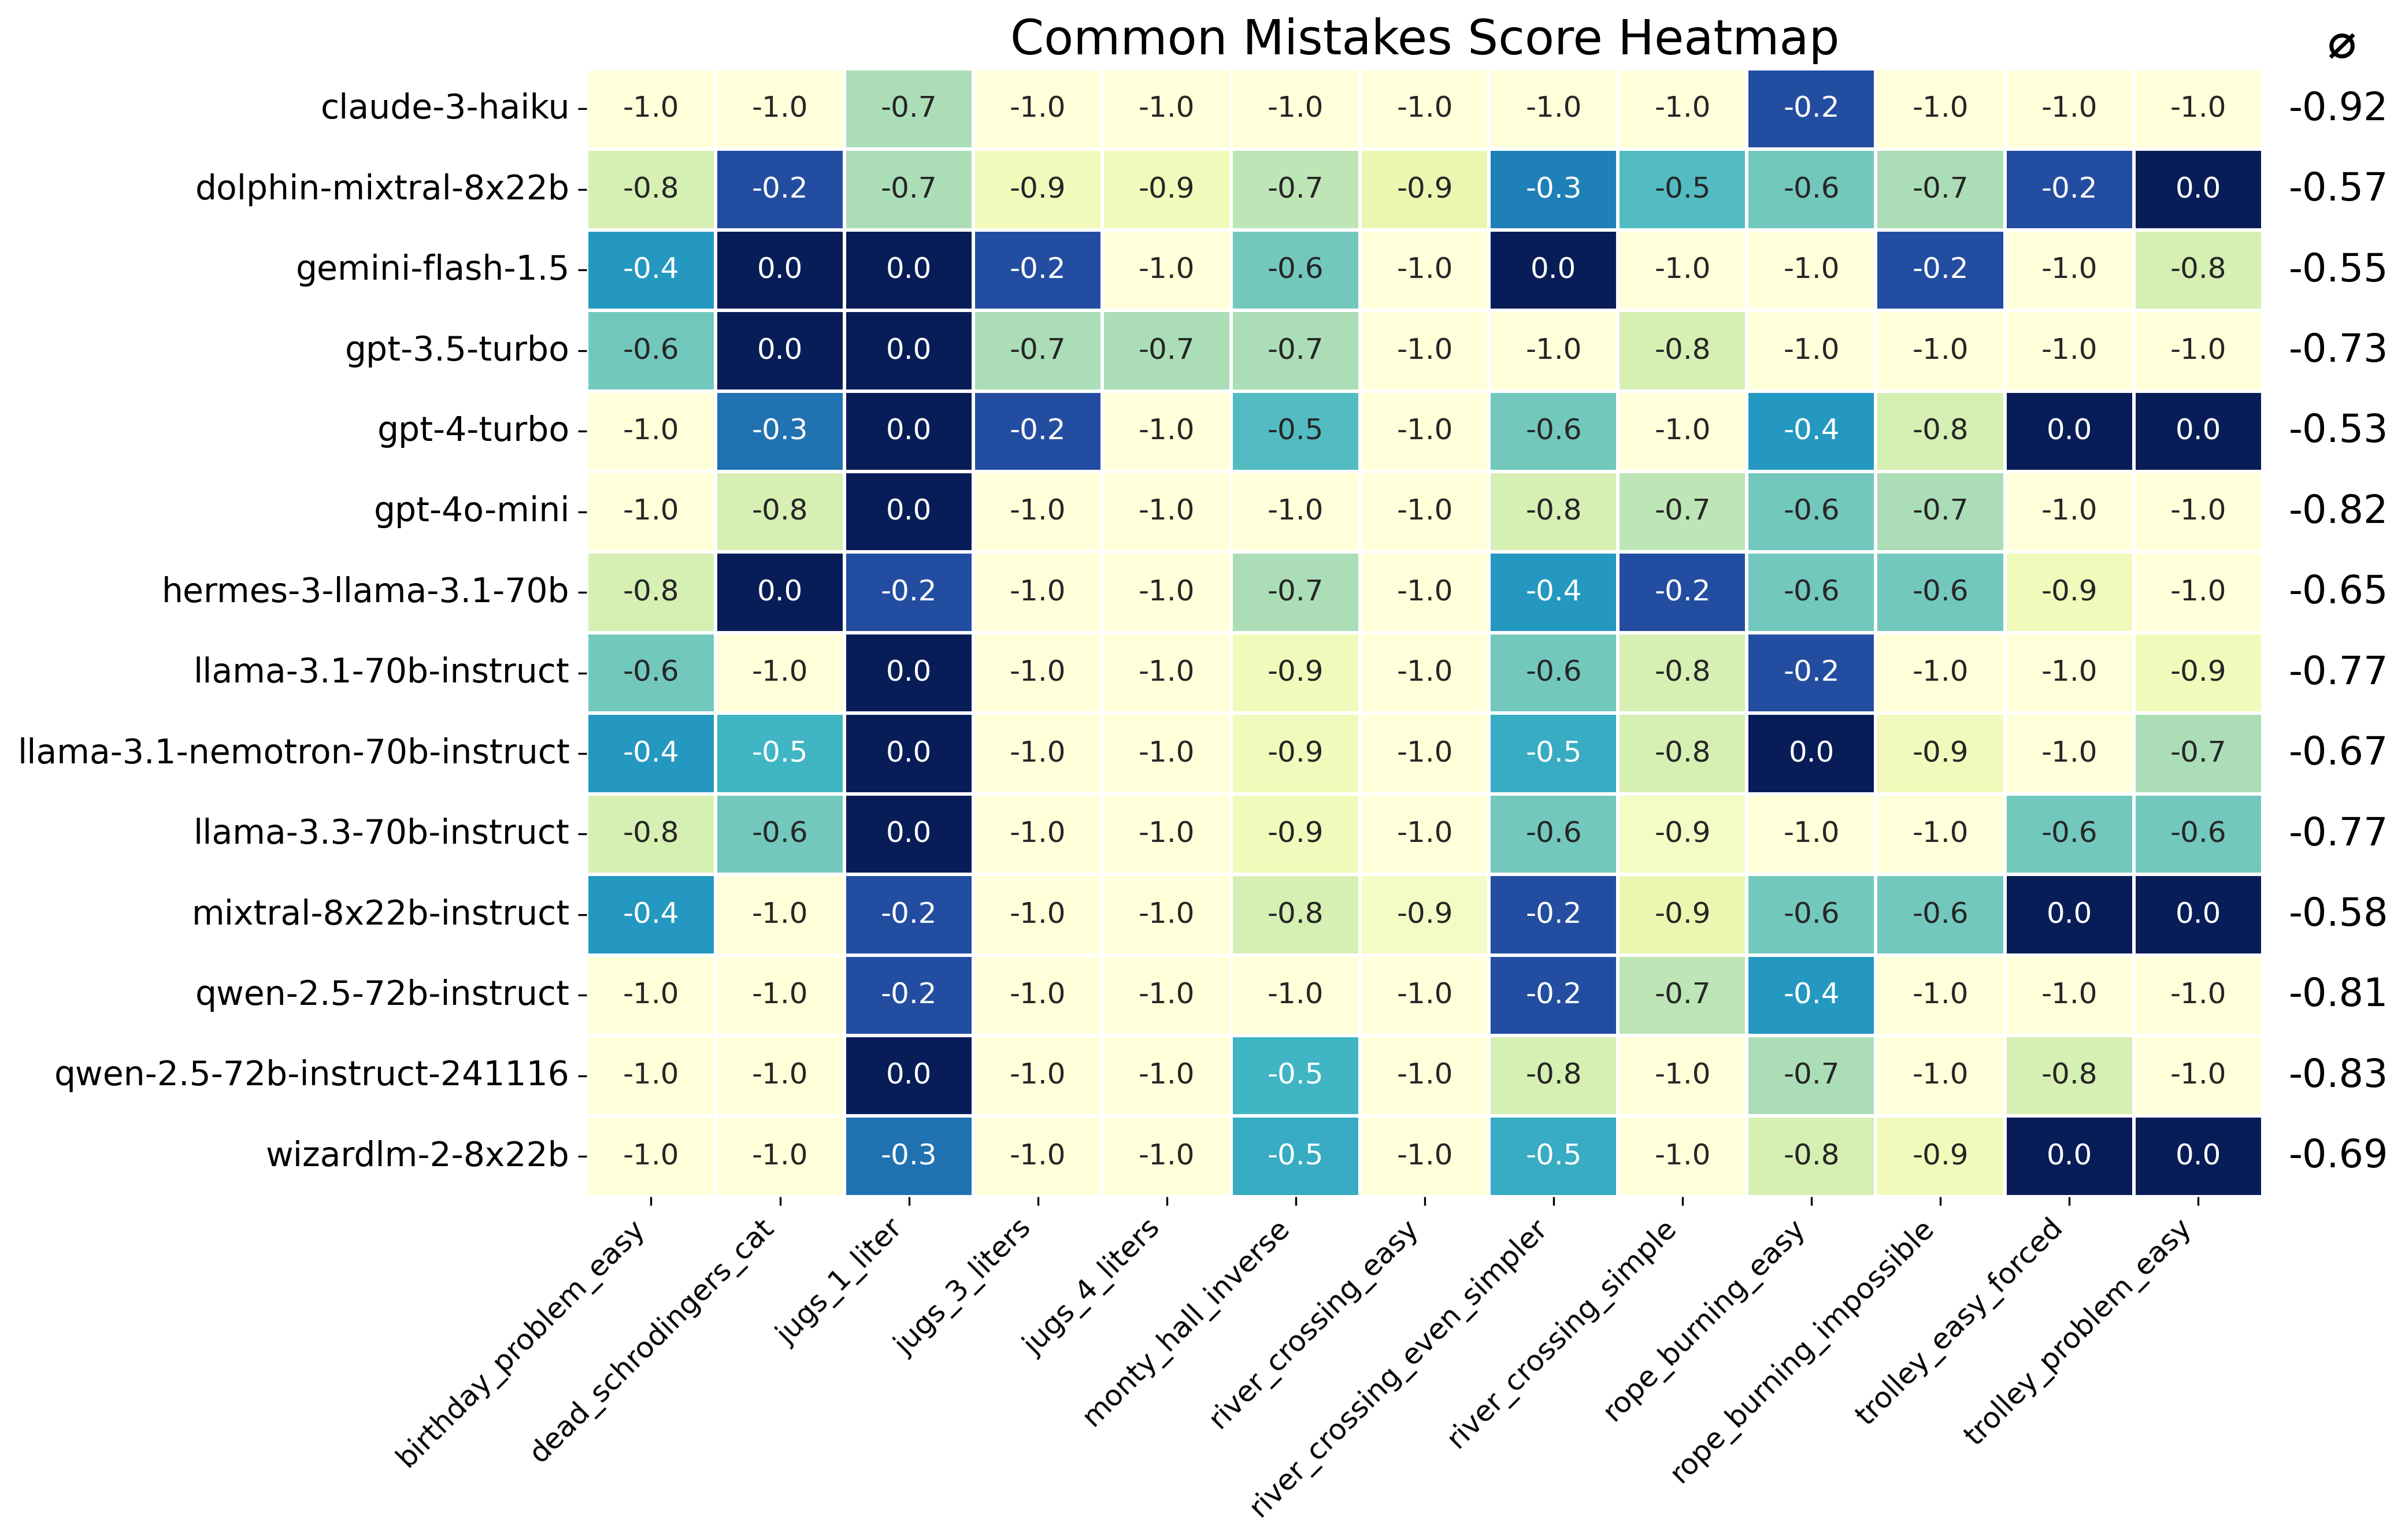 Common Mistakes Score Heatmap ⌀
claude-3-haiku -1.0 -1.0 -0.7 -1.0 -1.0 -1.0 -1.0 -1.0 -1.0 -0.2 -1.0 -1.0 -1.0 -0.92
dolphin-mixtral-8x22b -0.8 -0.2 -0.7 -0.9 -0.9 -0.7 -0.9 -0.3 -0.5 -0.6 -0.7 -0.2 0.0 -0.57
gemini-flash-1.5 -0.4 0.0 0.0 -0.2 -1.0 -0.6 -1.0 0.0 -1.0 -1.0 -0.2 -1.0 -0.8 -0.55
gpt-3.5-turbo -0.6 0.0 0.0 -0.7 -0.7 -0.7 -1.0 -1.0 -0.8 -1.0 -1.0 -1.0 -1.0 -0.73
gpt-4-turbo -1.0 -0.3 0.0 -0.2 -1.0 -0.5 -1.0 -0.6 -1.0 -0.4 -0.8 0.0 0.0 -0.53
gpt-4o-mini -1.0 -0.8 0.0 -1.0 -1.0 -1.0 -1.0 -0.8 -0.7 -0.6 -0.7 -1.0 -1.0 -0.82
hermes-3-llama-3.1-70b -0.8 0.0 -0.2 -1.0 -1.0 -0.7 -1.0 -0.4 -0.2 -0.6 -0.6 -0.9 -1.0 -0.65
llama-3.1-70b-instruct -0.6 -1.0 0.0 -1.0 -1.0 -0.9 -1.0 -0.6 -0.8 -0.2 -1.0 -1.0 -0.9 -0.77
llama-3.1-nemotron-70b-instruct -0.4 -0.5 0.0 -1.0 -1.0 -0.9 -1.0 -0.5 -0.8 0.0 -0.9 -1.0 -0.7 -0.67
llama-3.3-70b-instruct -0.8 -0.6 0.0 -1.0 -1.0 -0.9 -1.0 -0.6 -0.9 -1.0 -1.0 -0.6 -0.6 -0.77
mixtral-8x22b-instruct -0.4 -1.0 -0.2 -1.0 -1.0 -0.8 -0.9 -0.2 -0.9 -0.6 -0.6 0.0 0.0 -0.58
qwen-2.5-72b-instruct -1.0 -1.0 -0.2 -1.0 -1.0 -1.0 -1.0 -0.2 -0.7 -0.4 -1.0 -1.0 -1.0 -0.81
qwen-2.5-72b-instruct-241116 -1.0 -1.0 0.0 -1.0 -1.0 -0.5 -1.0 -0.8 -1.0 -0.7 -1.0 -0.8 -1.0 -0.83
wizardlm-2-8x22b -1.0 -1.0 -0.3 -1.0 -1.0 -0.5 -1.0 -0.5 -1.0 -0.8 -0.9 0.0 0.0 -0.69
birthday_problem_easy
dead_schrodingers_cat
jugs_1_liter
jugs_3_liters
jugs_4_liters
monty_hall_inverse
river_crossing_easy
river_crossing_even_simpler
river_crossing_simple
rope_burning_easy
rope_burning_impossible
trolley_easy_forced
trolley_problem_easy